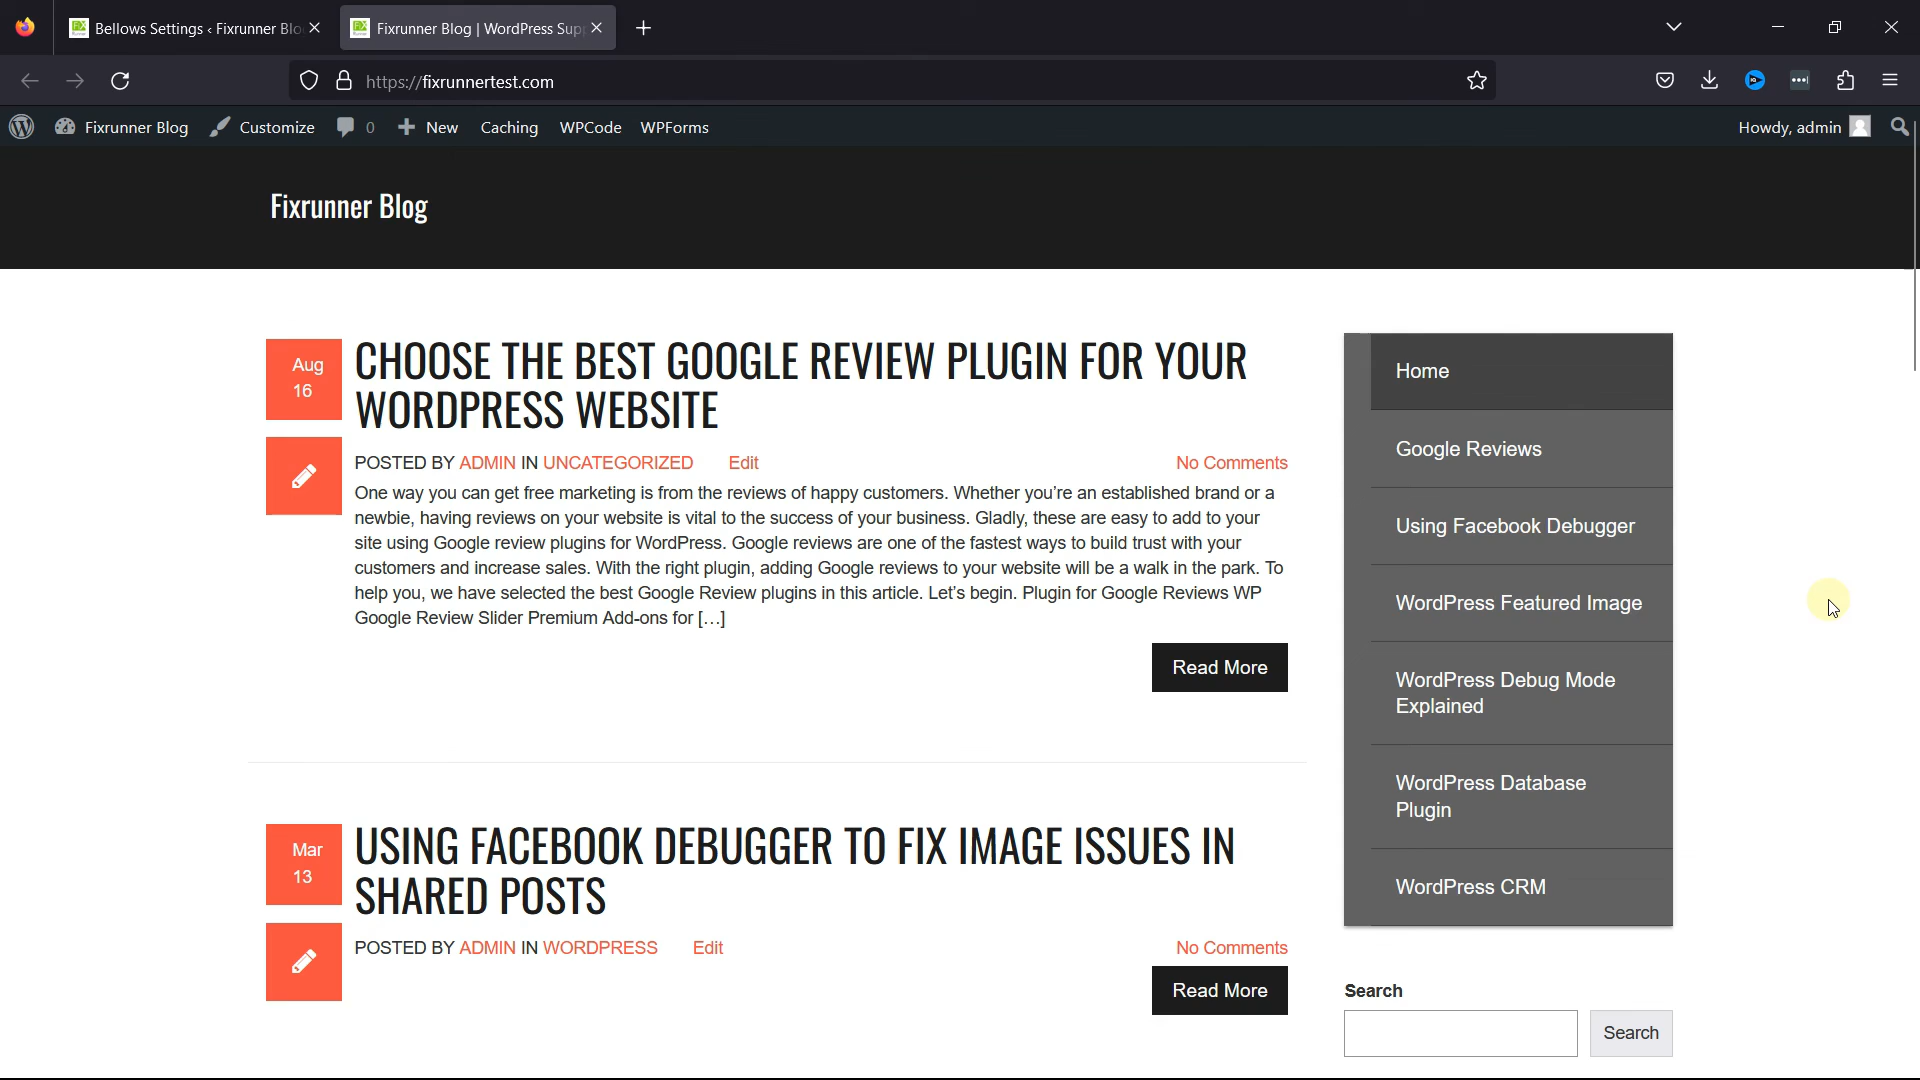 Bellows Settings ‹ Fixrunner Blo
Fixrunner Blog | WordPress Sup
https://fixrunnertest.com
Fixrunner Blog
Customize
0
New
Caching
WPCode
WPForms
Howdy, admin
Fixrunner Blog
Aug
16
CHOOSE THE BEST GOOGLE REVIEW PLUGIN FOR YOUR
WORDPRESS WEBSITE
POSTED BY ADMIN IN UNCATEGORIZED Edit No Comments
One way you can get free marketing is from the reviews of happy customers. Whether you're an established brand or a
newbie, having reviews on your website is vital to the success of your business. Gladly, these are easy to add to your
site using Google review plugins for WordPress. Google reviews are one of the fastest ways to build trust with your
customers and increase sales. With the right plugin, adding Google reviews to your website will be a walk in the park. To
help you, we have selected the best Google Review plugins in this article. Let's begin. Plugin for Google Reviews WP
Google Review Slider Premium Add-ons for […]
Read More
Mar
13
USING FACEBOOK DEBUGGER TO FIX IMAGE ISSUES IN
SHARED POSTS
POSTED BY ADMIN IN WORDPRESS Edit No Comments
Read More
Home
Google Reviews
Using Facebook Debugger
WordPress Featured Image
WordPress Debug Mode
Explained
WordPress Database
Plugin
WordPress CRM
Search
Search